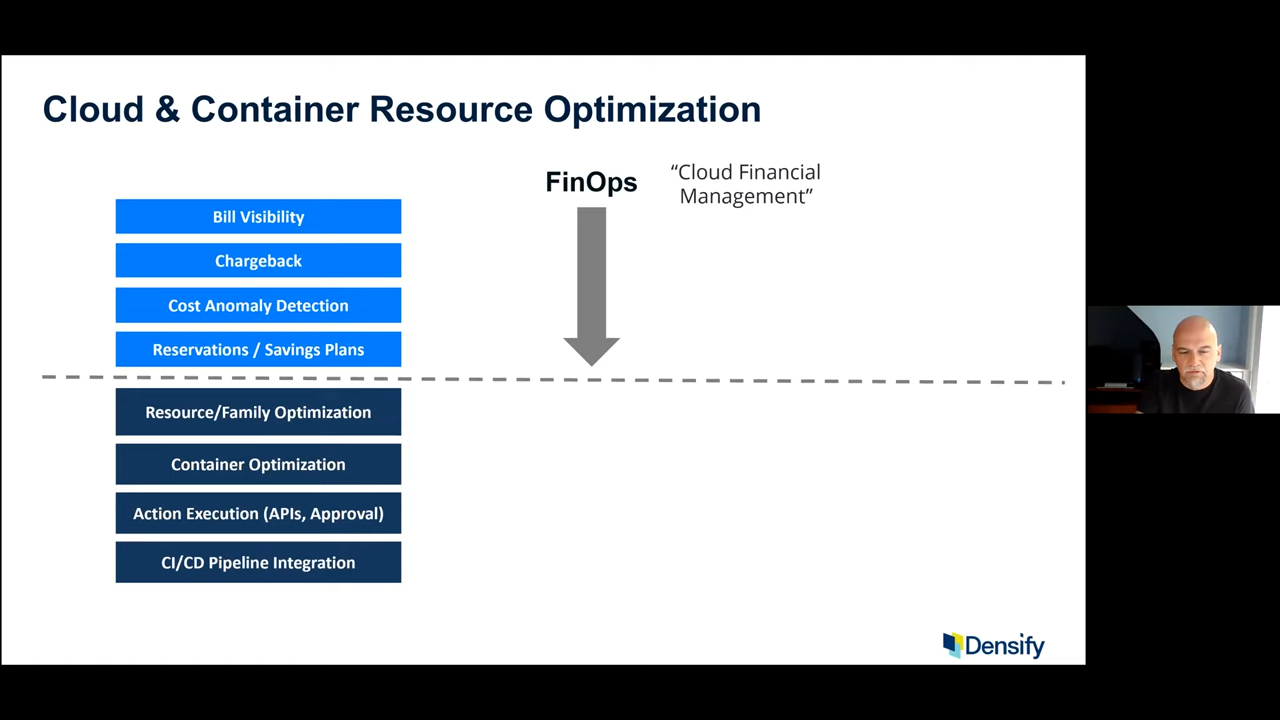 Cloud & Container Resource Optimization
FinOps
“Cloud Financial
Management”
Bill Visibility
Chargeback
Cost Anomaly Detection
Reservations / Savings Plans
Resource/Family Optimization
Container Optimization
Action Execution (APIs, Approval)
CI/CD Pipeline Integration
Densify